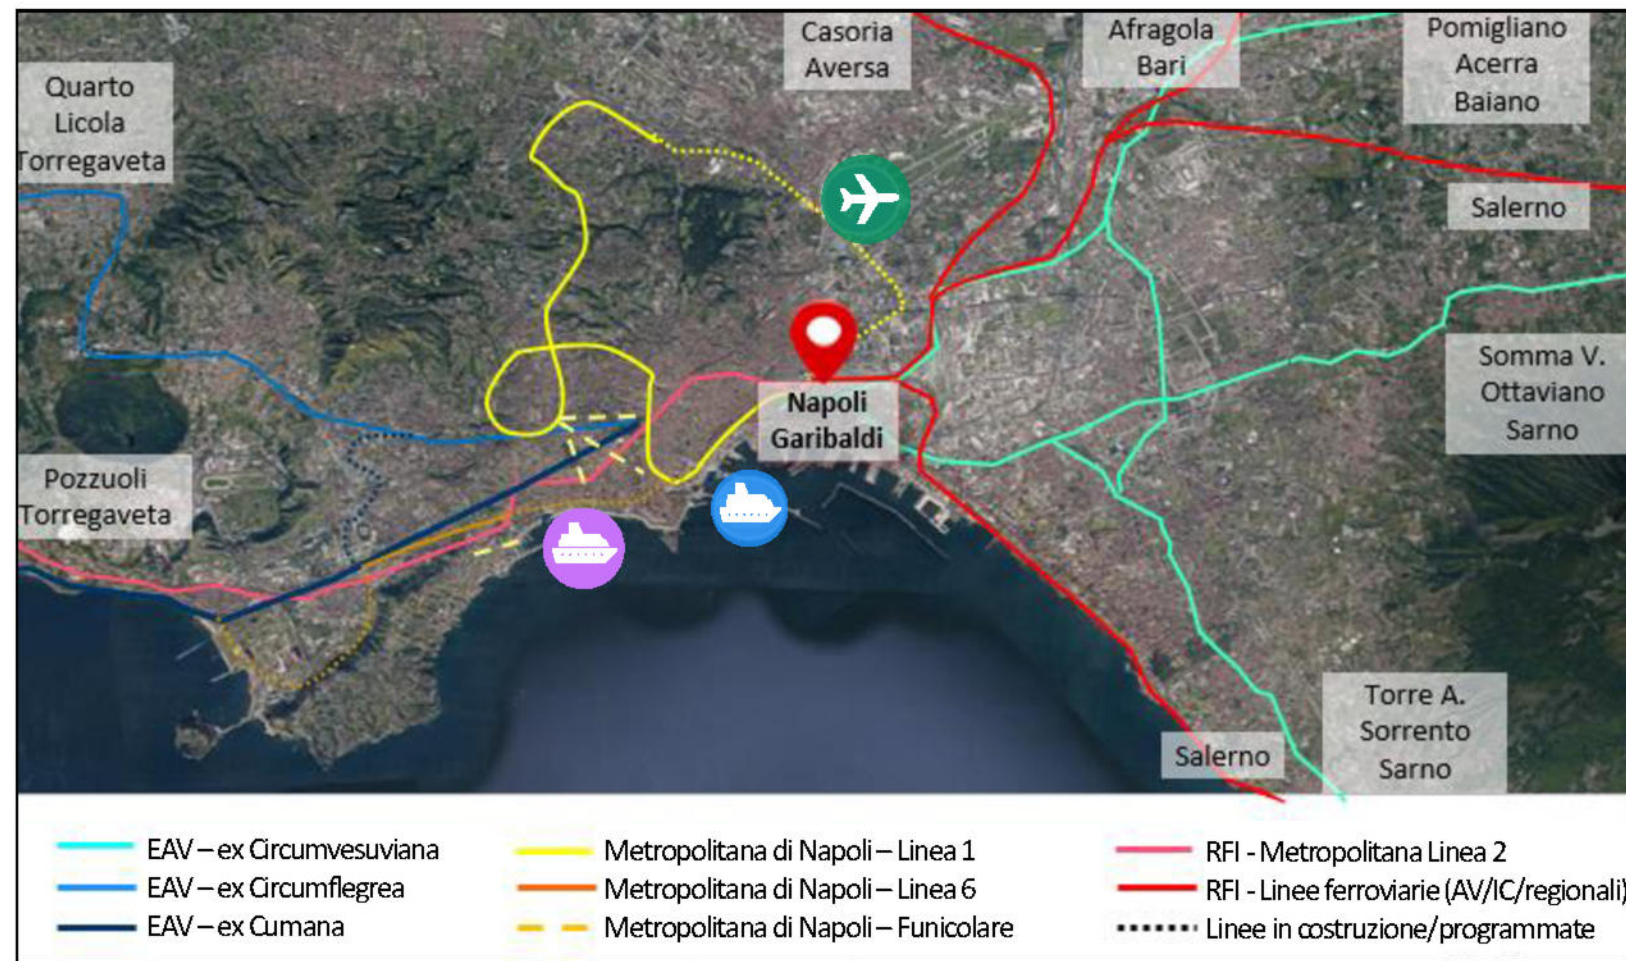 Casoria
Aversa
Afragola
Bari
Pomigliano
Acerra
Baiano
Quarto
Licola
Torregaveta
Salerno
Napoli
Garibaldi
Somma V.
Ottaviano
Sarno
Pozzuoli
Torregaveta
Salerno
Torre A.
Sorrento
Sarno
EAV – ex Circumvesuviana
EAV – ex Circumflegrea
EAV – ex Cumana
Metropolitana di Napoli – Linea 1
Metropolitana di Napoli – Linea 6
Metropolitana di Napoli – Funicolare
RFI - Metropolitana Linea 2
RFI - Linee ferroviarie (AV/IC/regionali)
Linee in costruzione/programmate